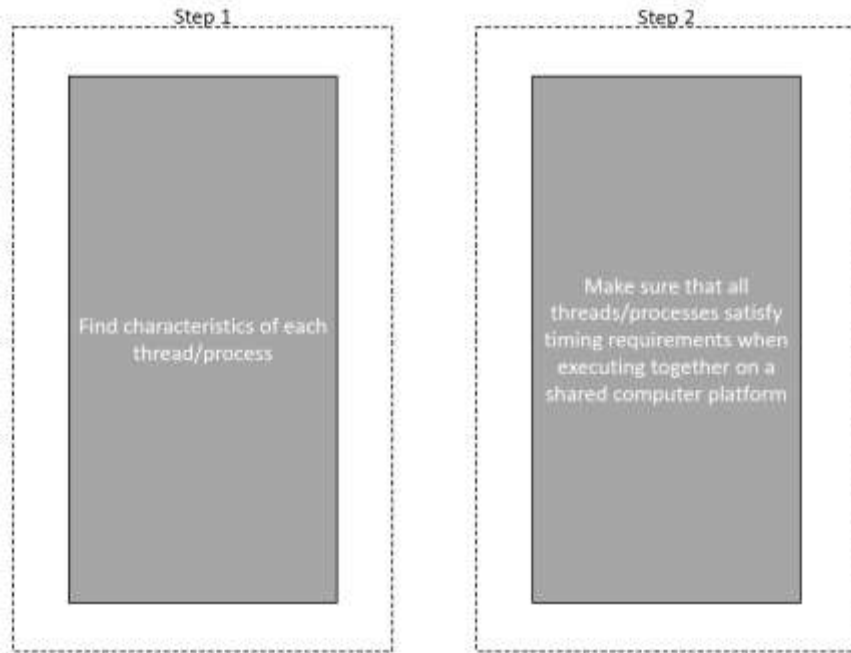 Step 1
Step 2
Find characteristics of each
thread/process
Make sure that all
threads/processes satisfy
timing requirements when
executing together on a
shared computer platform